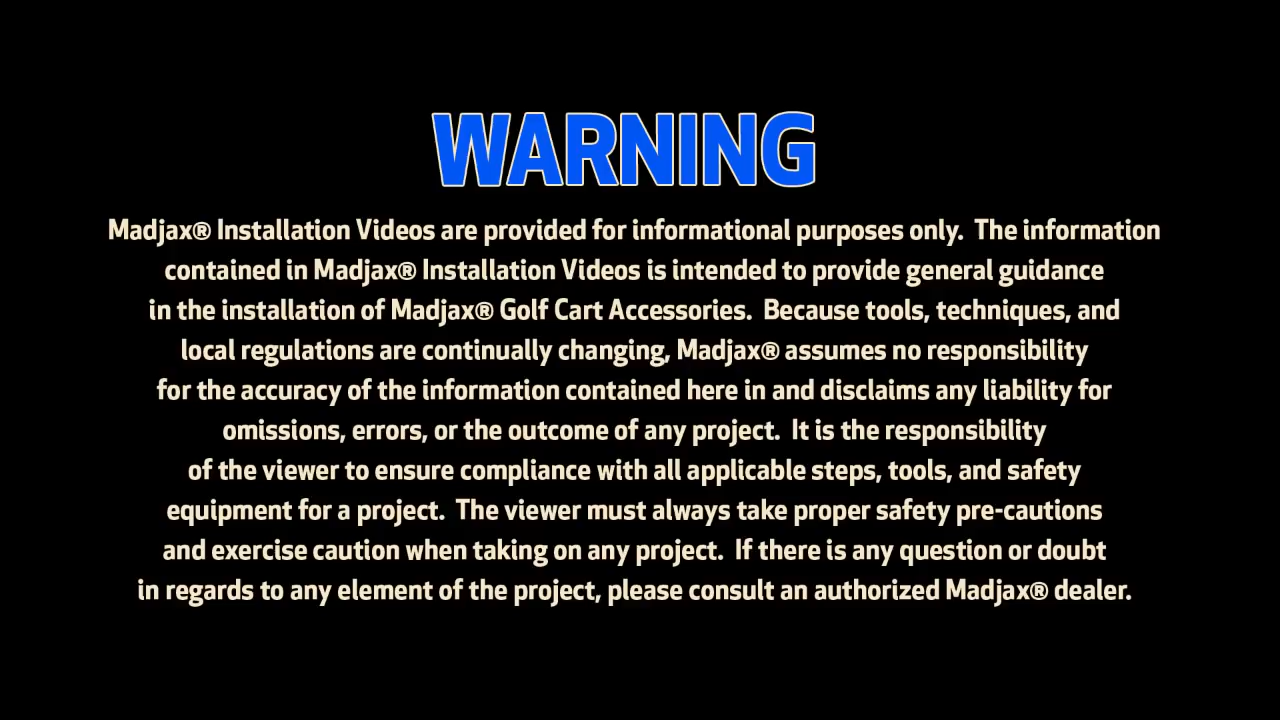 WARNING
Madjax® Installation Videos are provided for informational purposes only.  The information
contained in Madjax® Installation Videos is intended to provide general guidance
in the installation of Madjax® Golf Cart Accessories.  Because tools, techniques, and
local regulations are continually changing, Madjax® assumes no responsibility
for the accuracy of the information contained here in and disclaims any liability for
omissions, errors, or the outcome of any project.  It is the responsibility
of the viewer to ensure compliance with all applicable steps, tools, and safety
equipment for a project.  The viewer must always take proper safety pre-cautions
and exercise caution when taking on any project.  If there is any question or doubt
in regards to any element of the project, please consult an authorized Madjax® dealer.